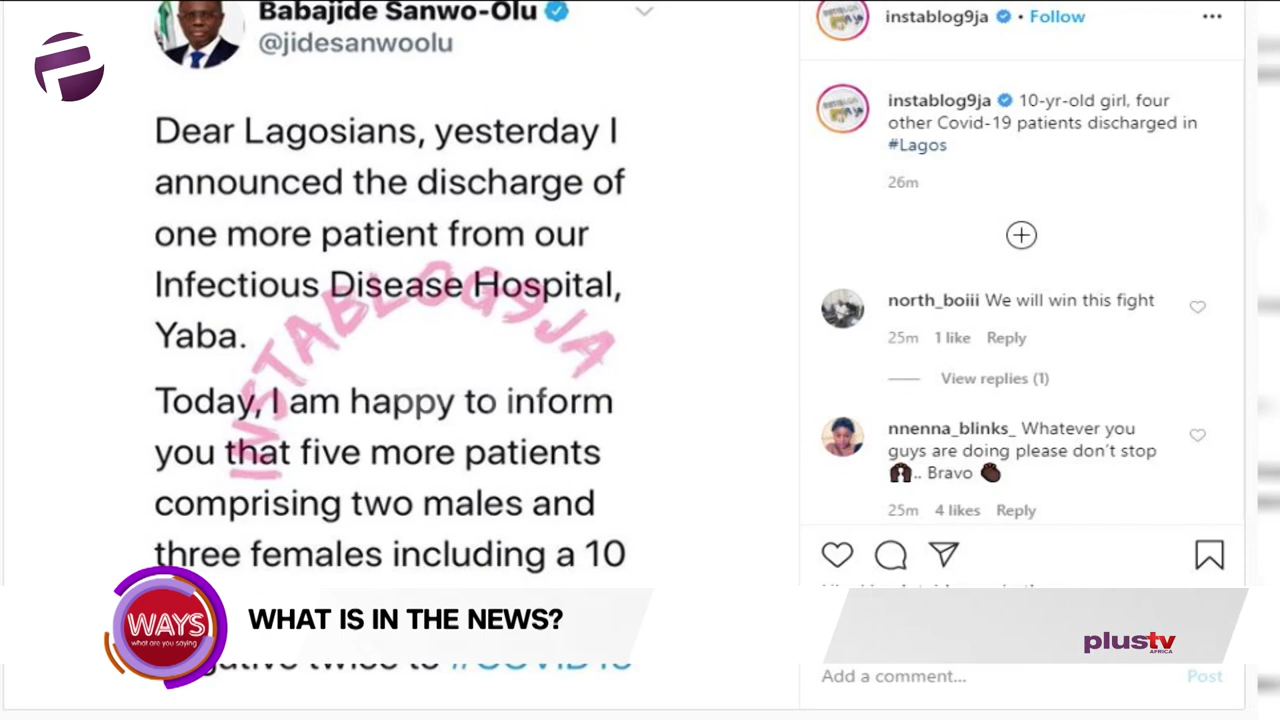 Babajide Sanwo-Olu
@jidesanwoolu
Dear Lagosians, yesterday I
announced the discharge of
one more patient from our
Infectious Disease Hospital,
Yaba.
Today, I am happy to inform
you that five more patients
comprising two males and
three females including a 10
twice to #COVID19
INSTABLOG9JA
instablog9ja • Follow
instablog9ja 10-yr-old girl, four
other Covid-19 patients discharged in
#Lagos
26m
north_boiii We will win this fight
25m 1 like Reply
View replies (1)
nnenna_blinks_ Whatever you
guys are doing please don't stop
.. Bravo
25m 4 likes Reply
Add a comment... Post
WAYS
what are you saying
WHAT IS IN THE NEWS?
plustv
AFRICA